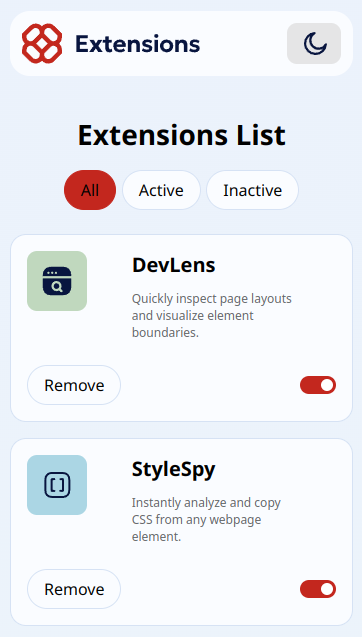 Extensions
Extensions List
All
Active
Inactive
DevLens
Quickly inspect page layouts
and visualize element
boundaries.
Remove
StyleSpy
Instantly analyze and copy
CSS from any webpage
element.
Remove